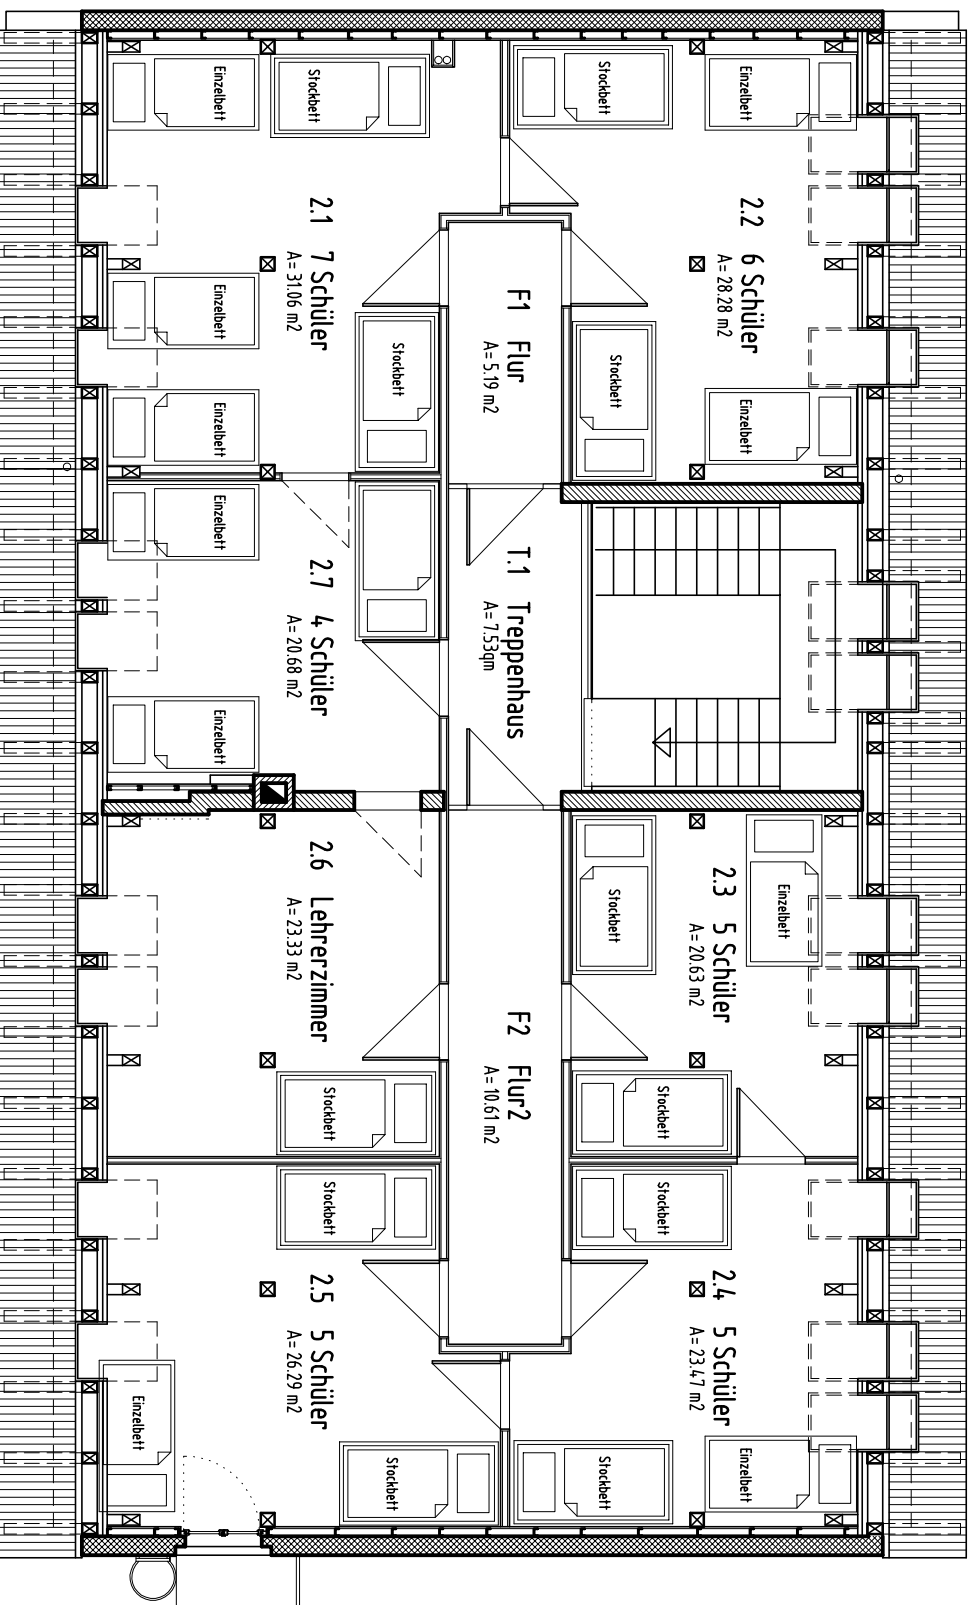 Einzelbett
Stockbett
Stockbett
Einzelbett
2.1 7 Schüler
A= 31.06 m2
2.2 6 Schüler
A= 28.28 m2
Einzelbett
F1 Flur
A= 5.19 m2
Stockbett
Stockbett
Einzelbett
Einzelbett
Einzelbett
2.7 4 Schüler
A= 20.68 m2
T.1 Treppenhaus
A= 7.53qm
Einzelbett
2.6 Lehrerzimmer
A= 23.33 m2
Stockbett
2.3 5 Schüler
A= 20.63 m2
Einzelbett
F2 Flur2
A= 10.61 m2
Stockbett
Stockbett
Stockbett
Stockbett
2.5 5 Schüler
A= 26.29 m2
2.4 5 Schüler
A= 23.47 m2
Einzelbett
Stockbett
Stockbett
Einzelbett